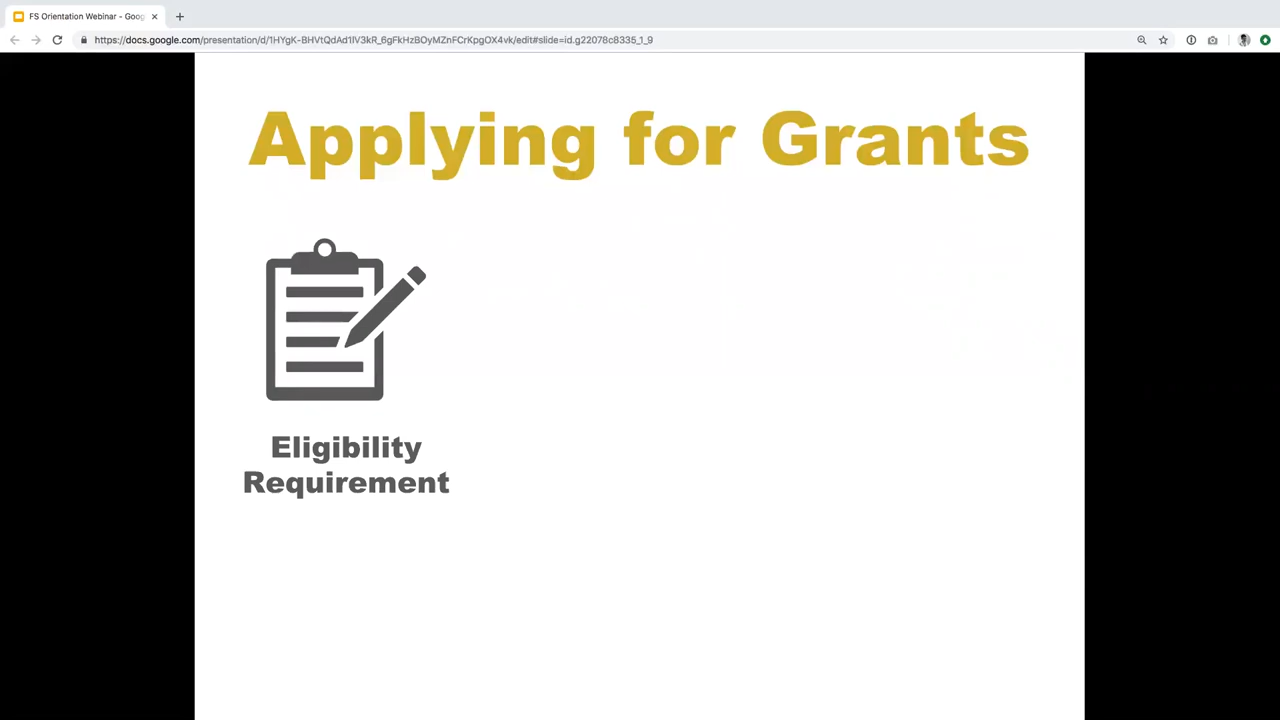 FS Orientation Webinar - Goog
https://docs.google.com/presentation/d/1HYgK-BHVtQdAd1IV3kR_6gFkHzBOyMZnFCrKpgOX4vk/edit#slide=id.g22078c8335_1_9
Applying for Grants
Eligibility
Requirement